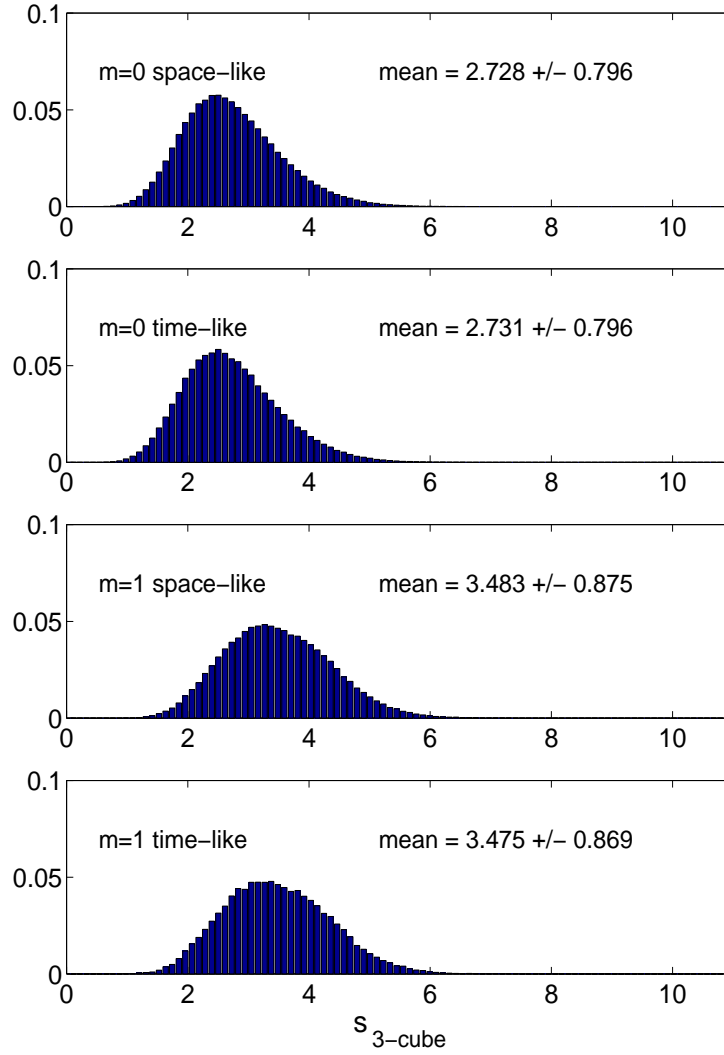 0.1
m=0 space-like mean = 2.728 +/- 0.796
0.05
0
0 2 4 6 8 10
0.1
m=0 time-like mean = 2.731 +/- 0.796
0.05
0
0 2 4 6 8 10
0.1
m=1 space-like mean = 3.483 +/- 0.875
0.05
0
0 2 4 6 8 10
0.1
m=1 time-like mean = 3.475 +/- 0.869
0.05
0
0 2 4 6 8 10
s 3-cube